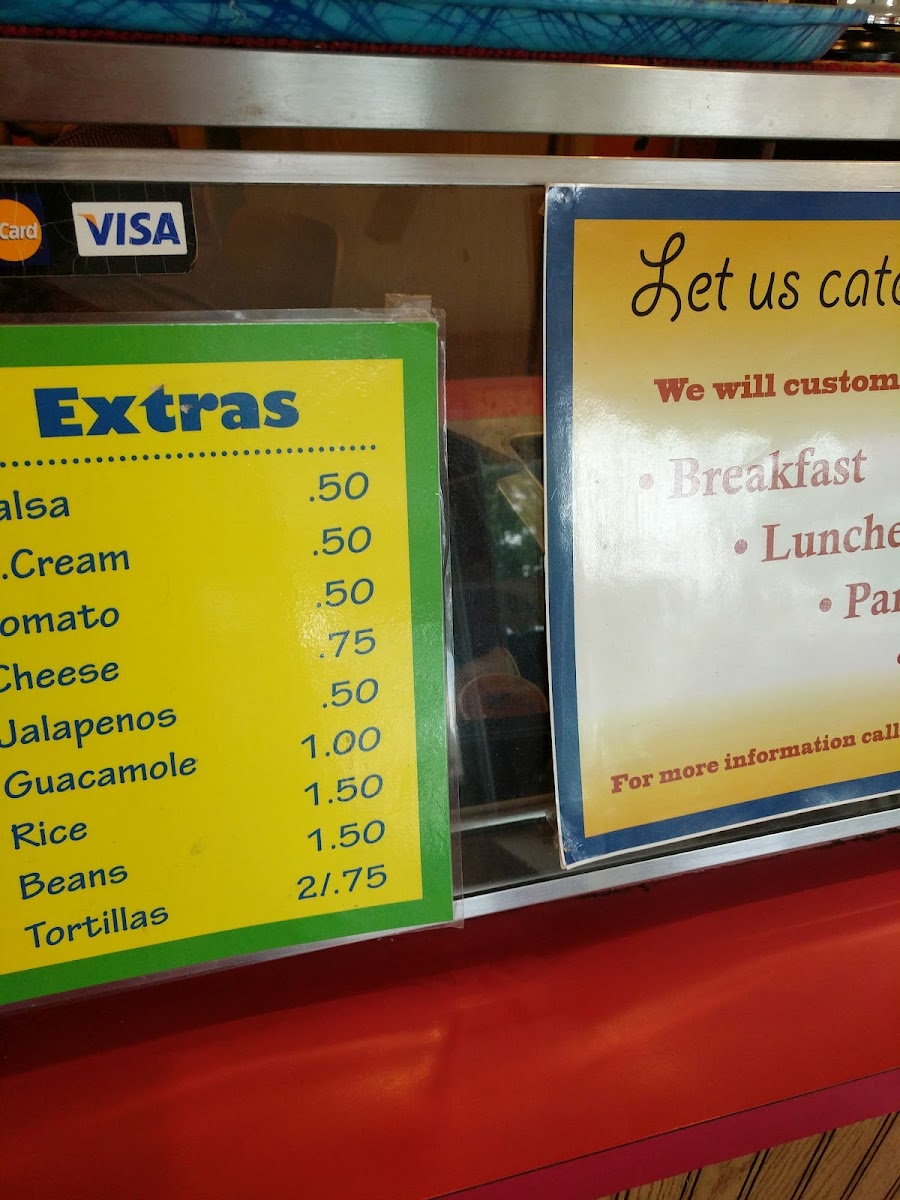 Card
VISA
Extras
alsa .50
.Cream .50
omato .50
Cheese .75
Jalapenos .50
Guacamole 1.00
Rice 1.50
Beans 1.50
Tortillas 2/.75
Let us cat
We will custom
• Breakfast
• Lunche
• Par
For more information call